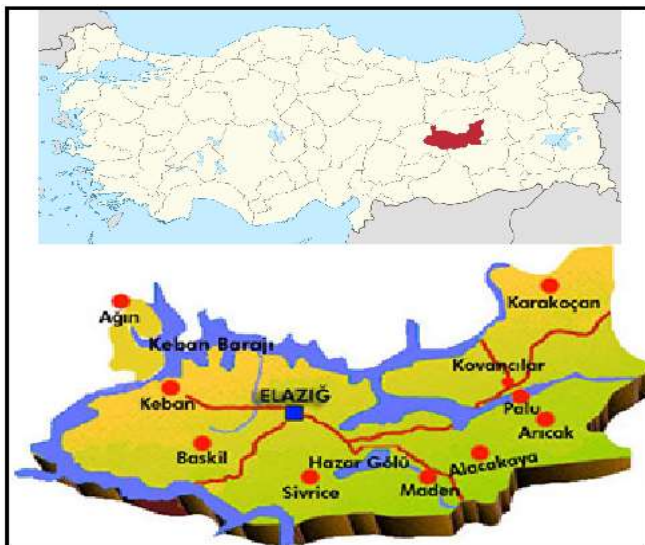 Karakoçan
Ağın
Keban Barajı
Kovancılar
Keban
ELAZIĞ
Palu
Arıcak
Baskil
Hazar Gölü
Alacakaya
Sivrice
Maden